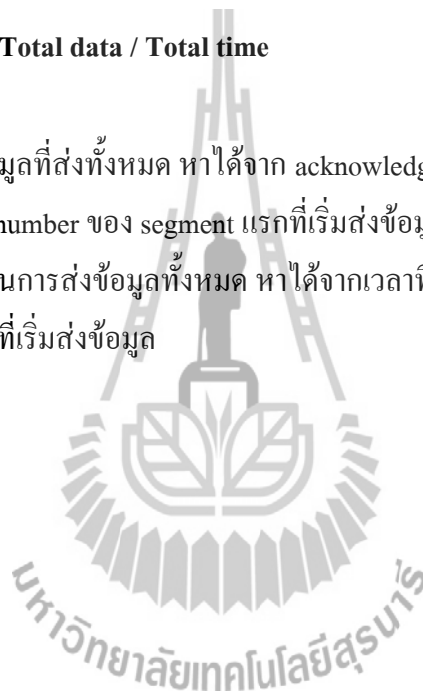 Total data / Total time
มูลที่ส่งทั้งหมด หาได้จาก acknowledg
number ของ segment แรกที่เริ่มส่งข้อมู
นการส่งข้อมูลทั้งหมด หาได้จากเวลาที
ที่เริ่มส่งข้อมูล
มหาวิทยาลัยเทคโนโลยีสุรนารี